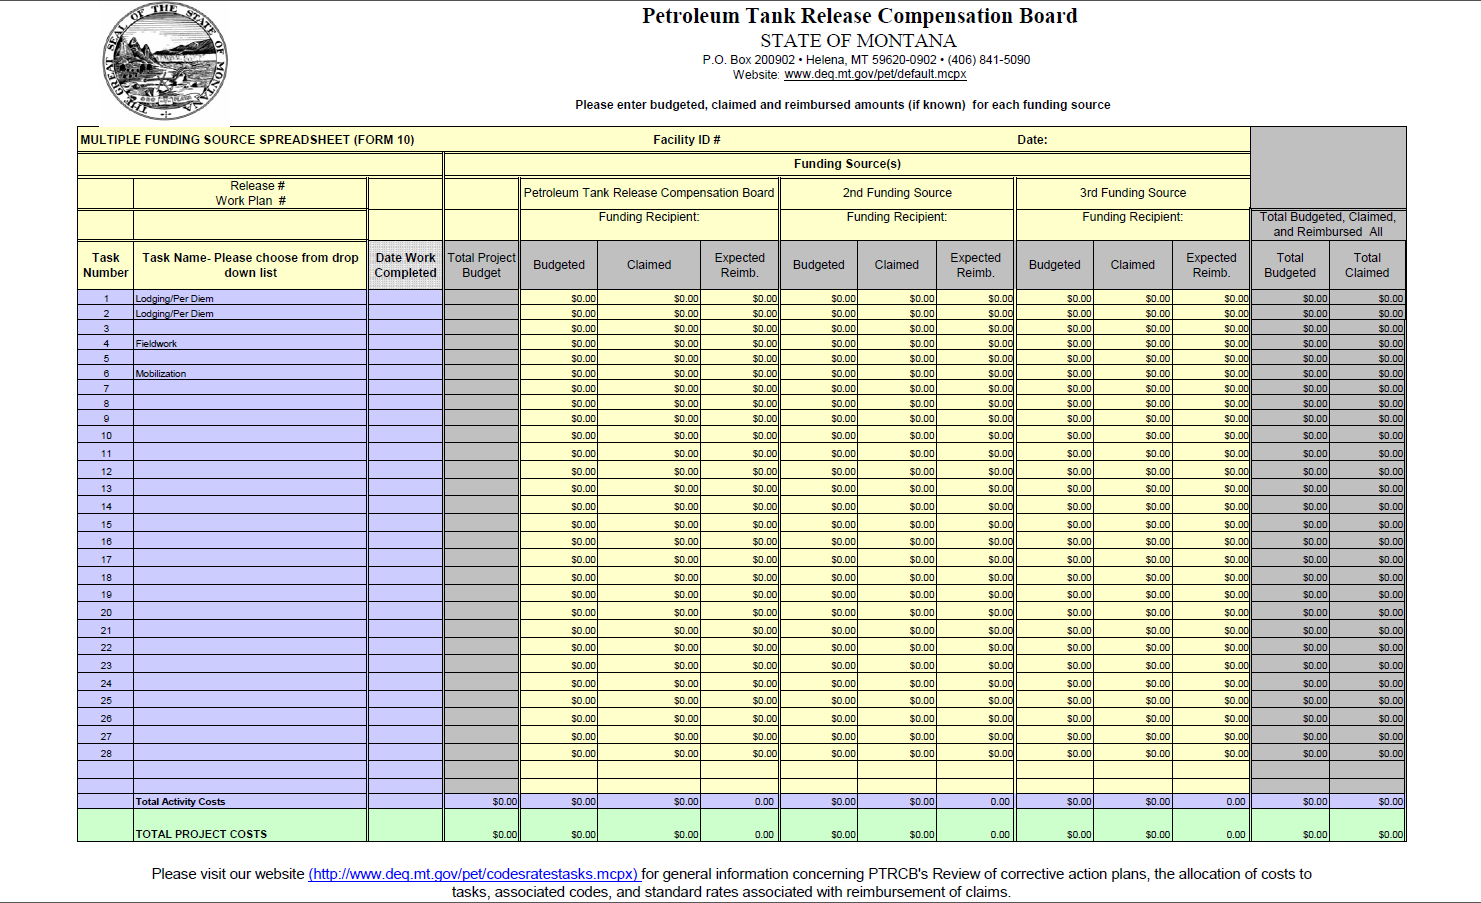 THE GREAT SEAL OF THE STATE OF MONTANA
Petroleum Tank Release Compensation Board
STATE OF MONTANA
P.O. Box 200902 • Helena, MT 59620-0902 • (406) 841-5090
Website: www.deq.mt.gov/pet/default.mcpx
Please enter budgeted, claimed and reimbursed amounts (if known) for each funding source
MULTIPLE FUNDING SOURCE SPREADSHEET (FORM 10) Facility ID # Date:
Funding Source(s)
Release #
Work Plan #
Petroleum Tank Release Compensation Board 2nd Funding Source 3rd Funding Source
Funding Recipient: Funding Recipient: Funding Recipient: Total Budgeted, Claimed,
and Reimbursed All
Task Task Name- Please choose from drop Date Work Total Project Budgeted Claimed Expected Budgeted Claimed Expected Budgeted Claimed Expected Total Total
Number down list Completed Budget Reimb. Reimb. Reimb. Budgeted Claimed
1 Lodging/Per Diem $0.00 $0.00 $0.00 $0.00 $0.00 $0.00 $0.00 $0.00 $0.00 $0.00 $0.00
2 Lodging/Per Diem $0.00 $0.00 $0.00 $0.00 $0.00 $0.00 $0.00 $0.00 $0.00 $0.00 $0.00
3 $0.00 $0.00 $0.00 $0.00 $0.00 $0.00 $0.00 $0.00 $0.00 $0.00 $0.00
4 Fieldwork $0.00 $0.00 $0.00 $0.00 $0.00 $0.00 $0.00 $0.00 $0.00 $0.00 $0.00
5 $0.00 $0.00 $0.00 $0.00 $0.00 $0.00 $0.00 $0.00 $0.00 $0.00 $0.00
6 Mobilization $0.00 $0.00 $0.00 $0.00 $0.00 $0.00 $0.00 $0.00 $0.00 $0.00 $0.00
7 $0.00 $0.00 $0.00 $0.00 $0.00 $0.00 $0.00 $0.00 $0.00 $0.00 $0.00
8 $0.00 $0.00 $0.00 $0.00 $0.00 $0.00 $0.00 $0.00 $0.00 $0.00 $0.00
9 $0.00 $0.00 $0.00 $0.00 $0.00 $0.00 $0.00 $0.00 $0.00 $0.00 $0.00
10 $0.00 $0.00 $0.00 $0.00 $0.00 $0.00 $0.00 $0.00 $0.00 $0.00 $0.00
11 $0.00 $0.00 $0.00 $0.00 $0.00 $0.00 $0.00 $0.00 $0.00 $0.00 $0.00
12 $0.00 $0.00 $0.00 $0.00 $0.00 $0.00 $0.00 $0.00 $0.00 $0.00 $0.00
13 $0.00 $0.00 $0.00 $0.00 $0.00 $0.00 $0.00 $0.00 $0.00 $0.00 $0.00
14 $0.00 $0.00 $0.00 $0.00 $0.00 $0.00 $0.00 $0.00 $0.00 $0.00 $0.00
15 $0.00 $0.00 $0.00 $0.00 $0.00 $0.00 $0.00 $0.00 $0.00 $0.00 $0.00
16 $0.00 $0.00 $0.00 $0.00 $0.00 $0.00 $0.00 $0.00 $0.00 $0.00 $0.00
17 $0.00 $0.00 $0.00 $0.00 $0.00 $0.00 $0.00 $0.00 $0.00 $0.00 $0.00
18 $0.00 $0.00 $0.00 $0.00 $0.00 $0.00 $0.00 $0.00 $0.00 $0.00 $0.00
19 $0.00 $0.00 $0.00 $0.00 $0.00 $0.00 $0.00 $0.00 $0.00 $0.00 $0.00
20 $0.00 $0.00 $0.00 $0.00 $0.00 $0.00 $0.00 $0.00 $0.00 $0.00 $0.00
21 $0.00 $0.00 $0.00 $0.00 $0.00 $0.00 $0.00 $0.00 $0.00 $0.00 $0.00
22 $0.00 $0.00 $0.00 $0.00 $0.00 $0.00 $0.00 $0.00 $0.00 $0.00 $0.00
23 $0.00 $0.00 $0.00 $0.00 $0.00 $0.00 $0.00 $0.00 $0.00 $0.00 $0.00
24 $0.00 $0.00 $0.00 $0.00 $0.00 $0.00 $0.00 $0.00 $0.00 $0.00 $0.00
25 $0.00 $0.00 $0.00 $0.00 $0.00 $0.00 $0.00 $0.00 $0.00 $0.00 $0.00
26 $0.00 $0.00 $0.00 $0.00 $0.00 $0.00 $0.00 $0.00 $0.00 $0.00 $0.00
27 $0.00 $0.00 $0.00 $0.00 $0.00 $0.00 $0.00 $0.00 $0.00 $0.00 $0.00
28 $0.00 $0.00 $0.00 $0.00 $0.00 $0.00 $0.00 $0.00 $0.00 $0.00 $0.00
Total Activity Costs $0.00 $0.00 $0.00 0.00 $0.00 $0.00 0.00 $0.00 $0.00 0.00 $0.00 $0.00
TOTAL PROJECT COSTS $0.00 $0.00 $0.00 0.00 $0.00 $0.00 0.00 $0.00 $0.00 0.00 $0.00 $0.00
Please visit our website (http://www.deq.mt.gov/pet/codesratestasks.mcpx) for general information concerning PTRCB's Review of corrective action plans, the allocation of costs to
tasks, associated codes, and standard rates associated with reimbursement of claims.